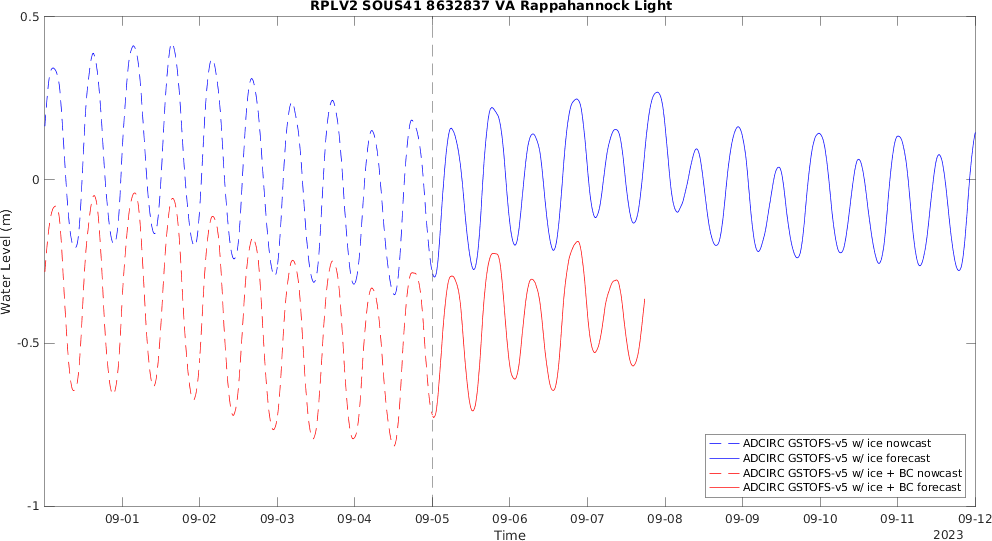 RPLV2 SOUS41 8632837 VA Rappahannock Light
0.5
0
-0.5
-1
Water Level (m)
09-01 09-02 09-03 09-04 09-05 09-06 09-07 09-08 09-09 09-10 09-11 09-12
Time
2023
ADCIRC GSTOFS-v5 w/ ice nowcast
ADCIRC GSTOFS-v5 w/ ice forecast
ADCIRC GSTOFS-v5 w/ ice + BC nowcast
ADCIRC GSTOFS-v5 w/ ice + BC forecast